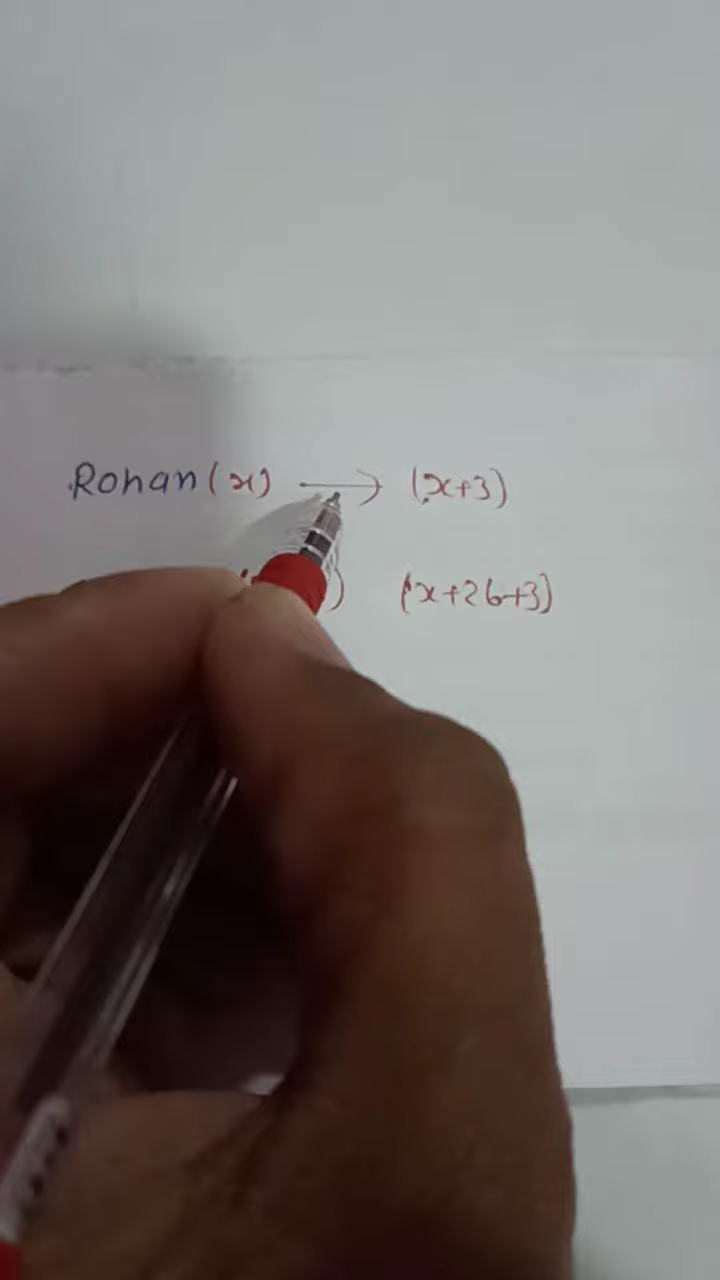 Rohan (x) → (x+3)
) (x+26+3)